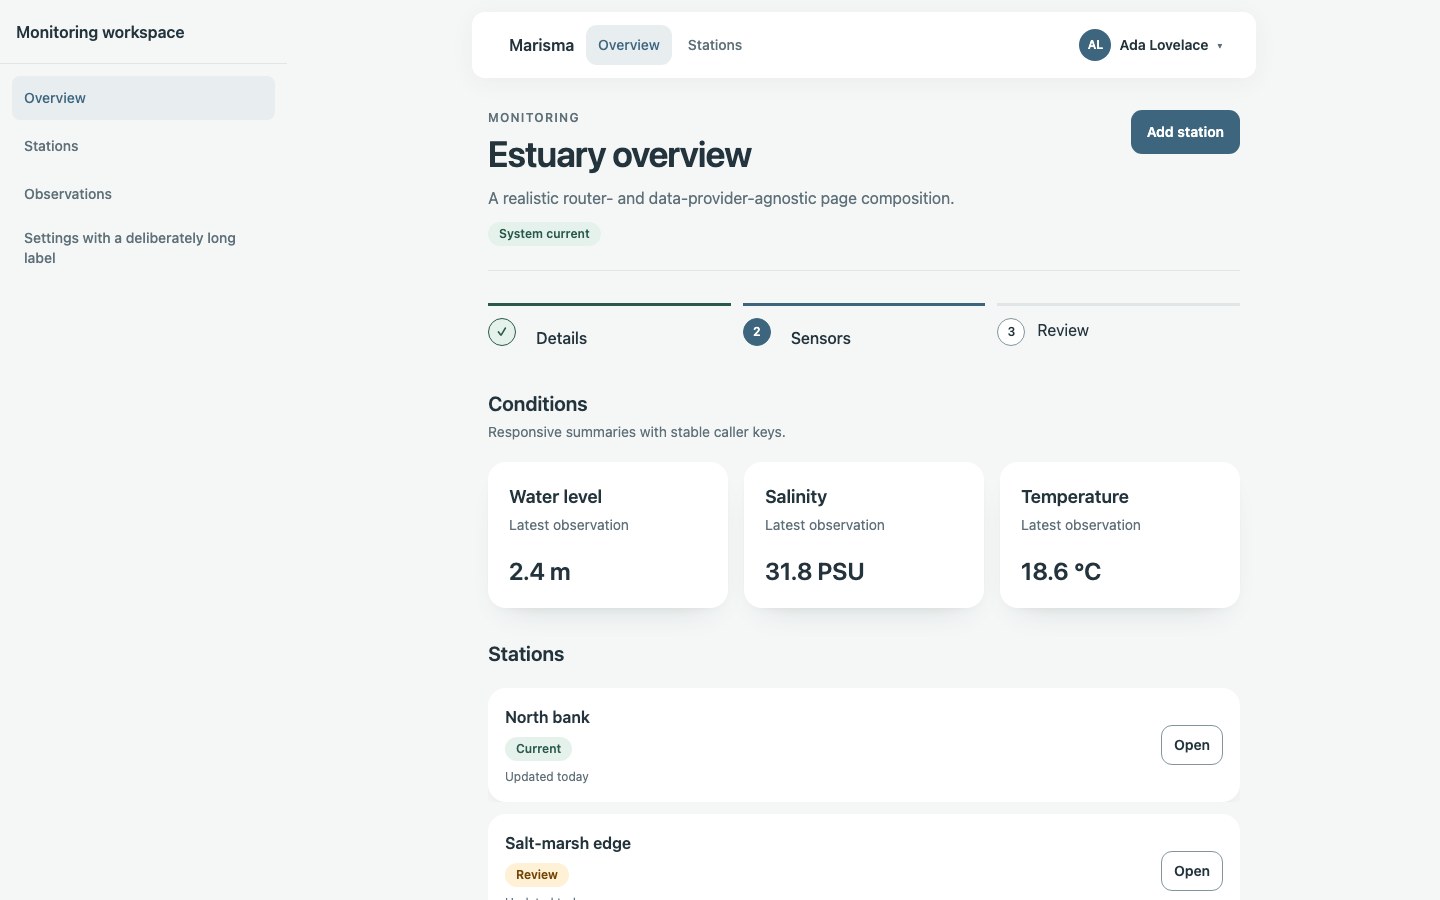 Monitoring workspace
Overview
Stations
Observations
Settings with a deliberately long
label
Marisma
Overview
Stations
AL
Ada Lovelace
MONITORING
Estuary overview
Add station
A realistic router- and data-provider-agnostic page composition.
System current
Details
2
Sensors
3
Review
Conditions
Responsive summaries with stable caller keys.
Water level
Latest observation
2.4 m
Salinity
Latest observation
31.8 PSU
Temperature
Latest observation
18.6 °C
Stations
North bank
Current
Updated today
Open
Salt-marsh edge
Review
Open